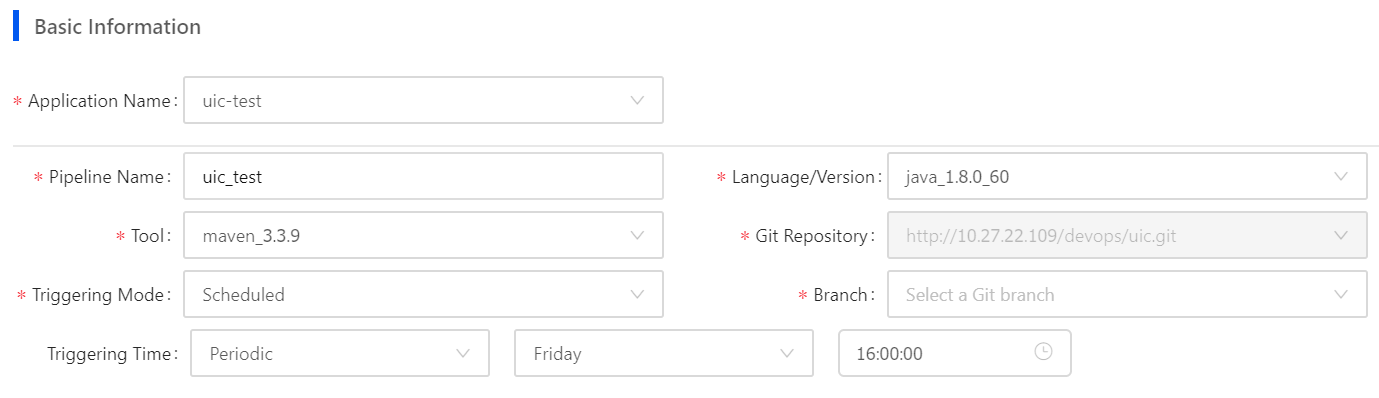 Basic Information
* Application Name: uic-test
* Pipeline Name: uic_test * Language/Version: java_1.8.0_60
* Tool: maven_3.3.9 * Git Repository: http://10.27.22.109/devops/uic.git
* Triggering Mode: Scheduled * Branch: Select a Git branch
Triggering Time: Periodic Friday 16:00:00